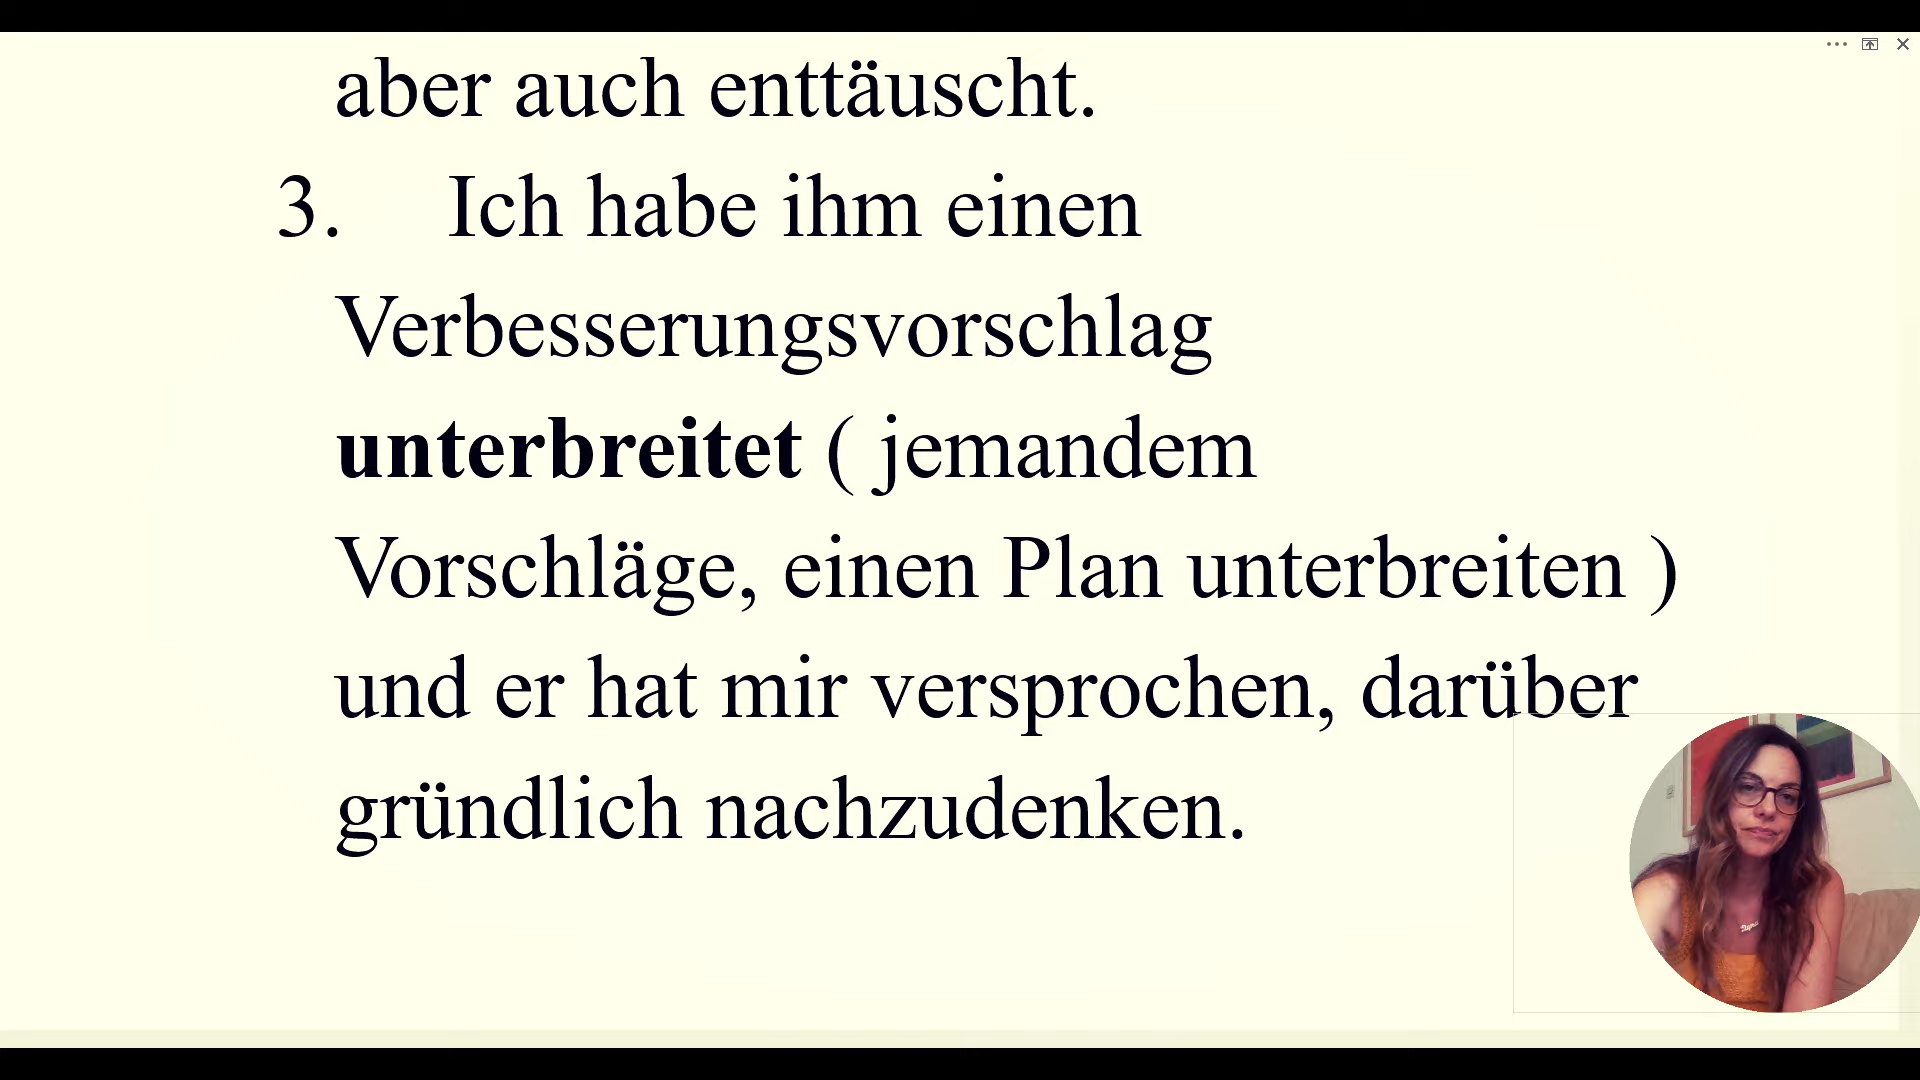 aber auch enttäuscht.
3. Ich habe ihm einen
Verbesserungsvorschlag
unterbreitet ( jemandem
Vorschläge, einen Plan unterbreiten )
und er hat mir versprochen, darüber
gründlich nachzudenken.